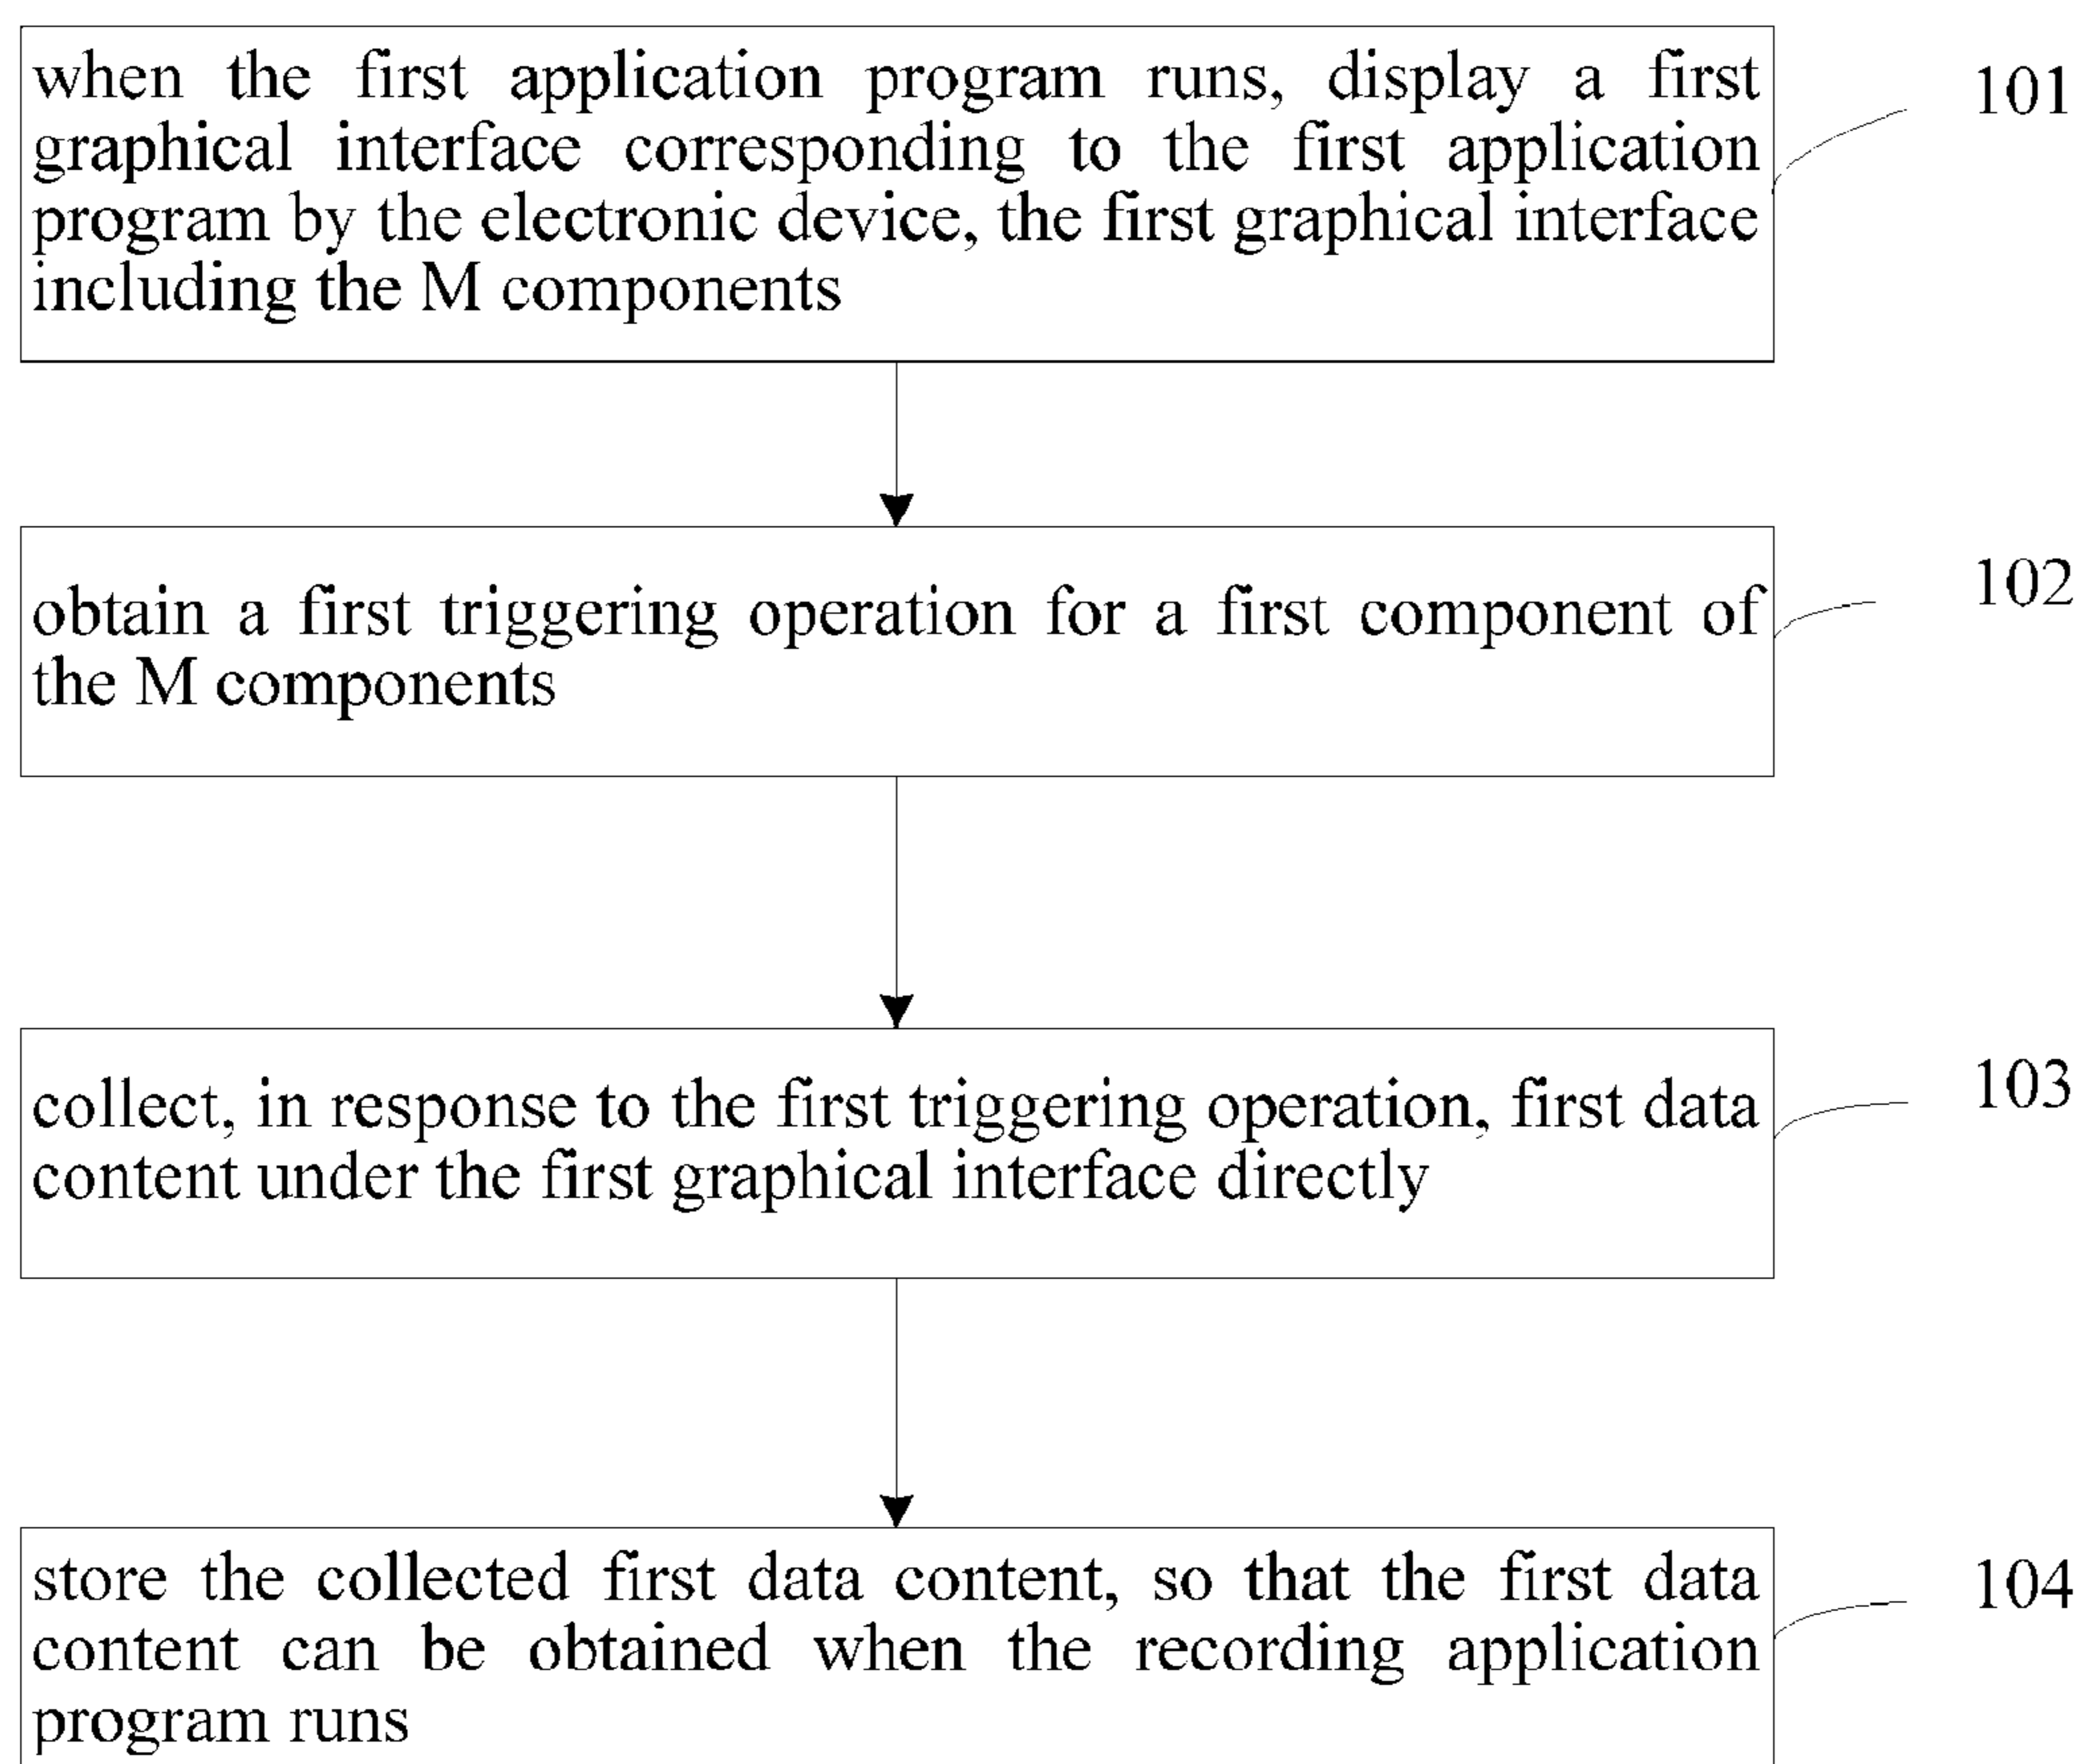 when the first application program runs, display a first
graphical interface corresponding to the first application
program by the electronic device, the first graphical interface
including the M components
101
obtain a first triggering operation for a first component of
the M components
102
collect, in response to the first triggering operation, first data
content under the first graphical interface directly
103
store the collected first data content, so that the first data
content can be obtained when the recording application
program runs
104